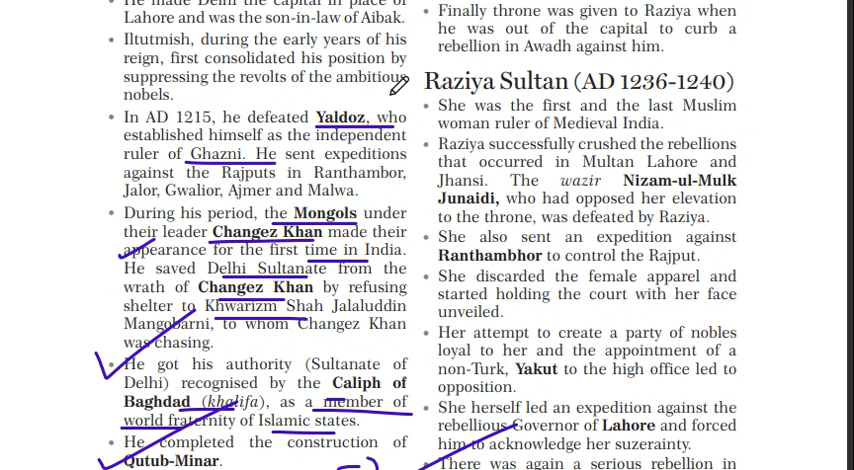 He made Delhi the capital in place of
Lahore and was the son-in-law of Aibak.
• Iltutmish, during the early years of his
reign, first consolidated his position by
suppressing the revolts of the ambitious
nobels.
• In AD 1215, he defeated Yaldoz, who
established himself as the independent
ruler of Ghazni. He sent expeditions
against the Rajputs in Ranthambor,
Jalor, Gwalior, Ajmer and Malwa.
• During his period, the Mongols under
their leader Changez Khan made their
appearance for the first time in India.
He saved Delhi Sultanate from the
wrath of Changez Khan by refusing
shelter to Khwarizm Shah Jalaluddin
Mangobarni, to whom Changez Khan
was chasing.
• He got his authority (Sultanate of
Delhi) recognised by the Caliph of
Baghdad (khalifa), as a member of
world fraternity of Islamic states.
• He completed the construction of
Qutub-Minar.
• Finally throne was given to Raziya when
he was out of the capital to curb a
rebellion in Awadh against him.
Raziya Sultan (AD 1236-1240)
• She was the first and the last Muslim
woman ruler of Medieval India.
• Raziya successfully crushed the rebellions
that occurred in Multan Lahore and
Jhansi. The wazir Nizam-ul-Mulk
Junaidi, who had opposed her elevation
to the throne, was defeated by Raziya.
• She also sent an expedition against
Ranthambhor to control the Rajput.
• She discarded the female apparel and
started holding the court with her face
unveiled.
• Her attempt to create a party of nobles
loyal to her and the appointment of a
non-Turk, Yakut to the high office led to
opposition.
• She herself led an expedition against the
rebellious Governor of Lahore and forced
him to acknowledge her suzerainty.
• There was again a serious rebellion in